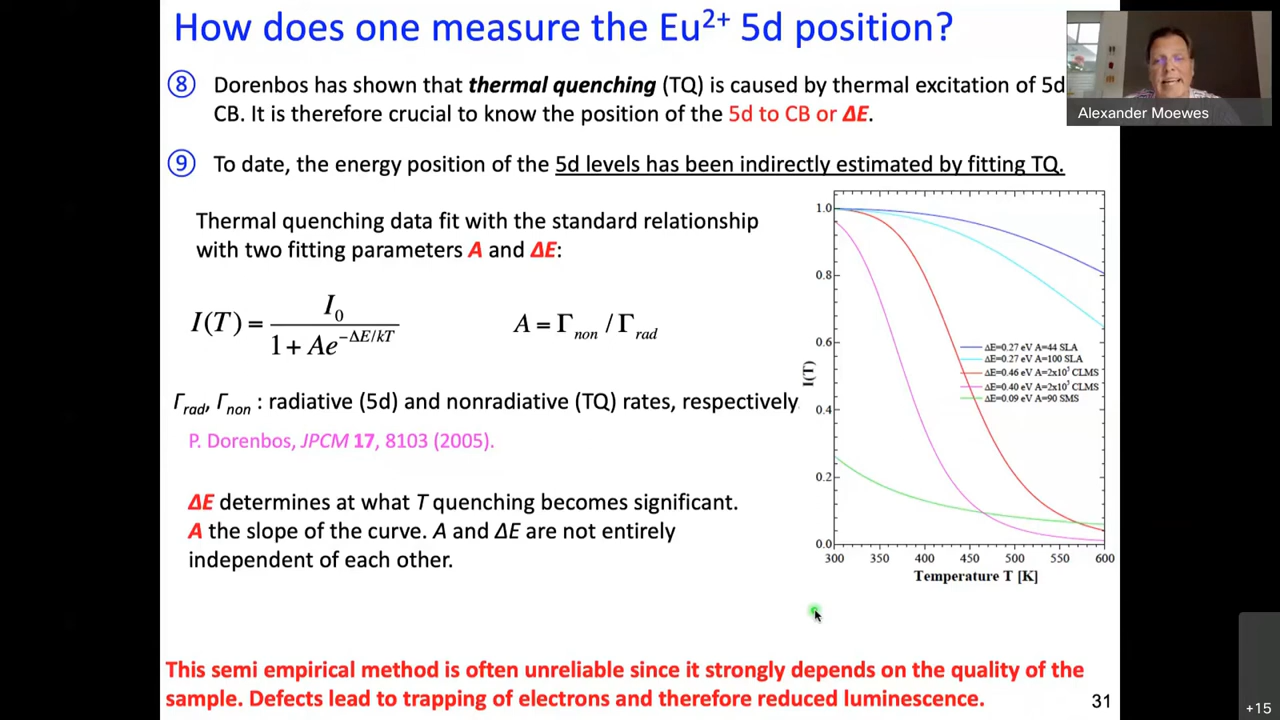 How does one measure the Eu²⁺ 5d position?
⑧ Dorenbos has shown that thermal quenching (TQ) is caused by thermal excitation of 5d
CB. It is therefore crucial to know the position of the 5d to CB or ΔE.
⑨ To date, the energy position of the 5d levels has been indirectly estimated by fitting TQ.
Thermal quenching data fit with the standard relationship
with two fitting parameters A and ΔE:
I(T) = I₀ / (1 + Ae^(−ΔE/kT))
A = Γnon / Γrad
Γrad, Γnon : radiative (5d) and nonradiative (TQ) rates, respectively
P. Dorenbos, JPCM 17, 8103 (2005).
ΔE determines at what T quenching becomes significant.
A the slope of the curve. A and ΔE are not entirely
independent of each other.
1.0
0.8
0.6
0.4
0.2
0.0
I(T)
ΔE=0.27 eV A=44 SLA
ΔE=0.27 eV A=100 SLA
ΔE=0.46 eV A=2x10⁵ CLMS
ΔE=0.40 eV A=2x10⁵ CLMS
ΔE=0.09 eV A=90 SMS
300 350 400 450 500 550 600
Temperature T [K]
This semi empirical method is often unreliable since it strongly depends on the quality of the
sample. Defects lead to trapping of electrons and therefore reduced luminescence.
31
Alexander Moewes
+15